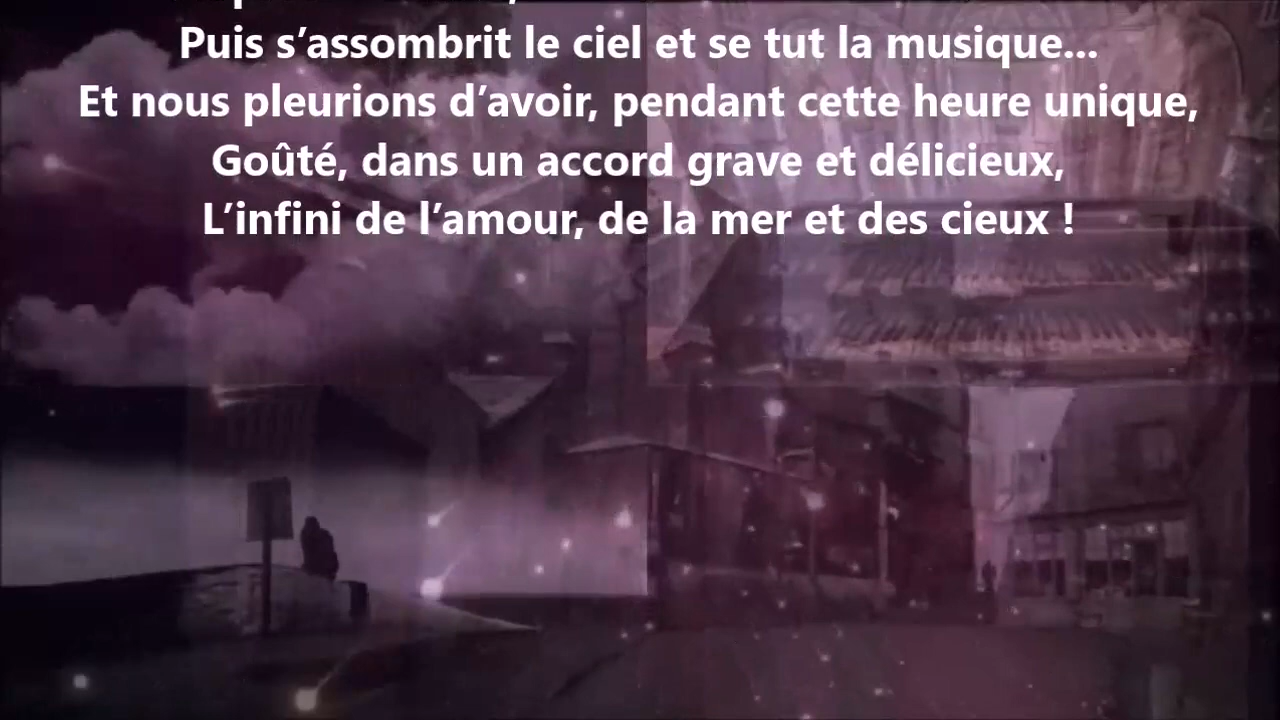 Puis s’assombrit le ciel et se tut la musique...
Et nous pleurions d’avoir, pendant cette heure unique,
Goûté, dans un accord grave et délicieux,
L’infini de l’amour, de la mer et des cieux !